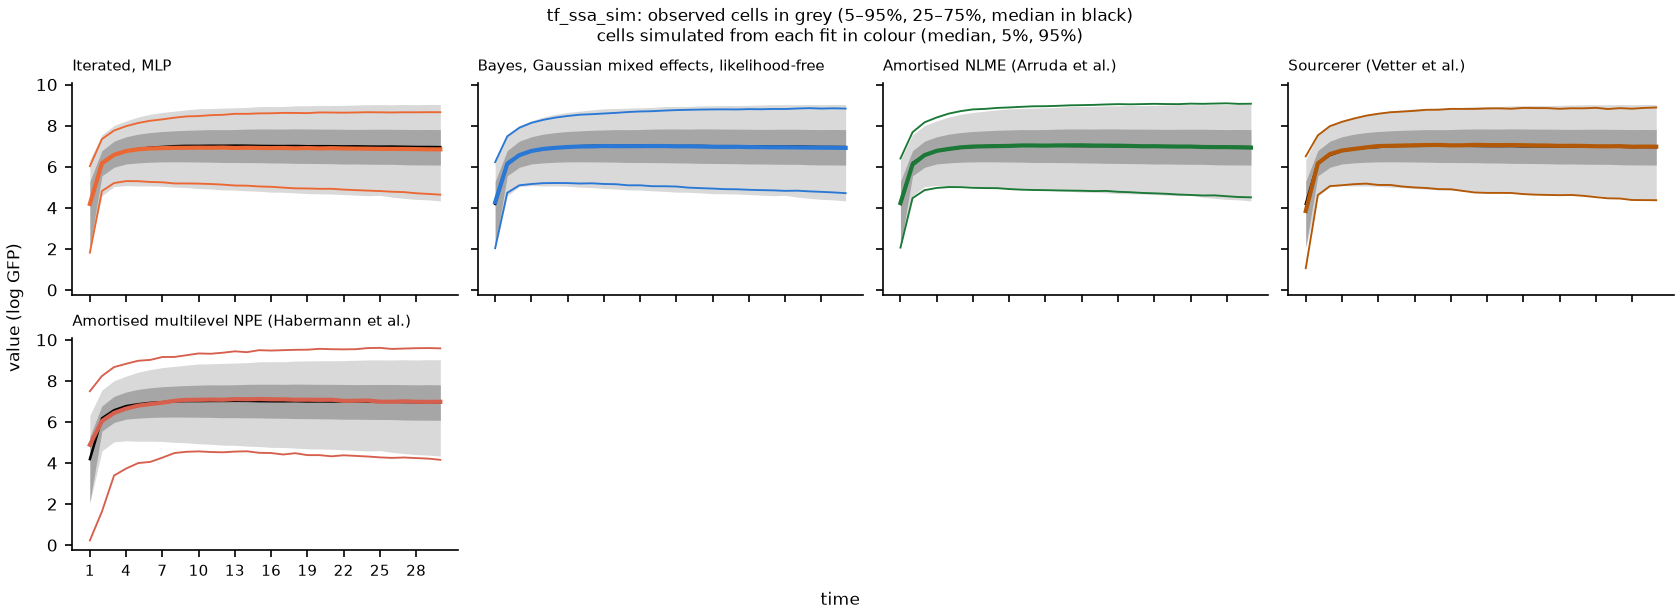 tf_ssa_sim: observed cells in grey (5–95%, 25–75%, median in black)
cells simulated from each fit in colour (median, 5%, 95%)
Iterated, MLP
Bayes, Gaussian mixed effects, likelihood-free
Amortised NLME (Arruda et al.)
Sourcerer (Vetter et al.)
10
8
6
4
2
0
Amortised multilevel NPE (Habermann et al.)
10
8
6
4
2
0
1 4 7 10 13 16 19 22 25 28
value (log GFP)
time